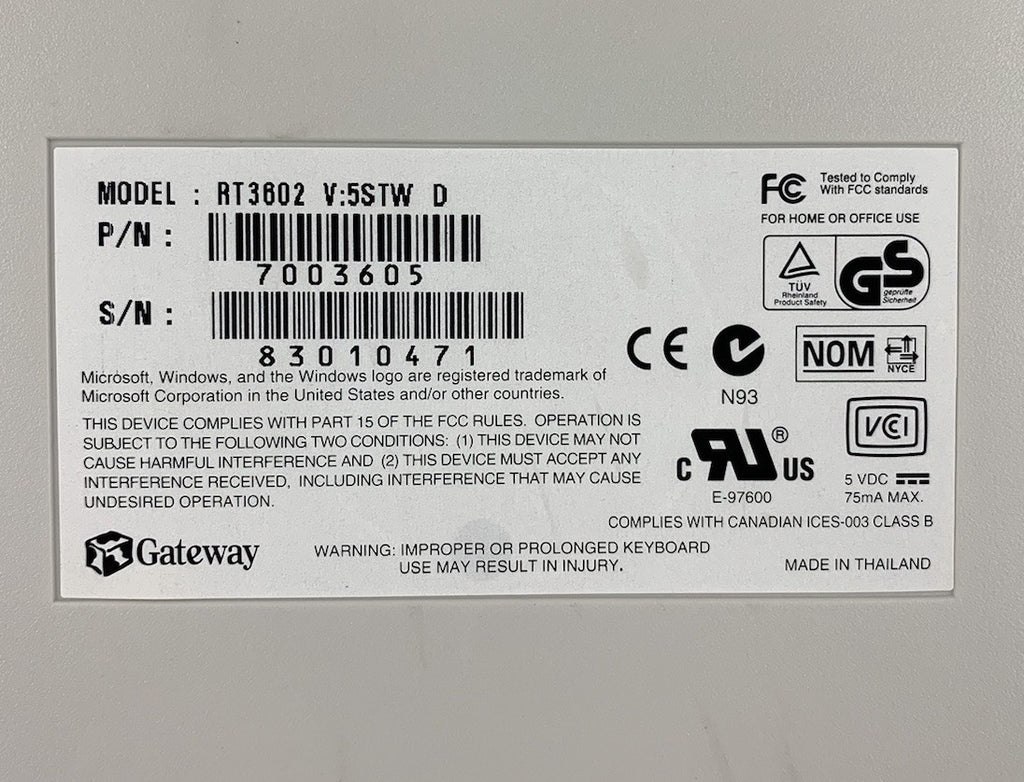 MODEL : RT3602 V:5STW D
P/N :
7003605
S/N :
83010471
Microsoft, Windows, and the Windows logo are registered trademark of
Microsoft Corporation in the United States and/or other countries.
THIS DEVICE COMPLIES WITH PART 15 OF THE FCC RULES. OPERATION IS
SUBJECT TO THE FOLLOWING TWO CONDITIONS: (1) THIS DEVICE MAY NOT
CAUSE HARMFUL INTERFERENCE AND (2) THIS DEVICE MUST ACCEPT ANY
INTERFERENCE RECEIVED, INCLUDING INTERFERENCE THAT MAY CAUSE
UNDESIRED OPERATION.
Gateway
WARNING: IMPROPER OR PROLONGED KEYBOARD
USE MAY RESULT IN INJURY.
FC Tested to Comply
With FCC standards
FOR HOME OR OFFICE USE
TÜV
Rheinland
Product Safety
GS
geprüfte
Sicherheit
CE
N93
NOM
NYCE
VCI
c RU ® US
E-97600
5 VDC
75mA MAX.
COMPLIES WITH CANADIAN ICES-003 CLASS B
MADE IN THAILAND